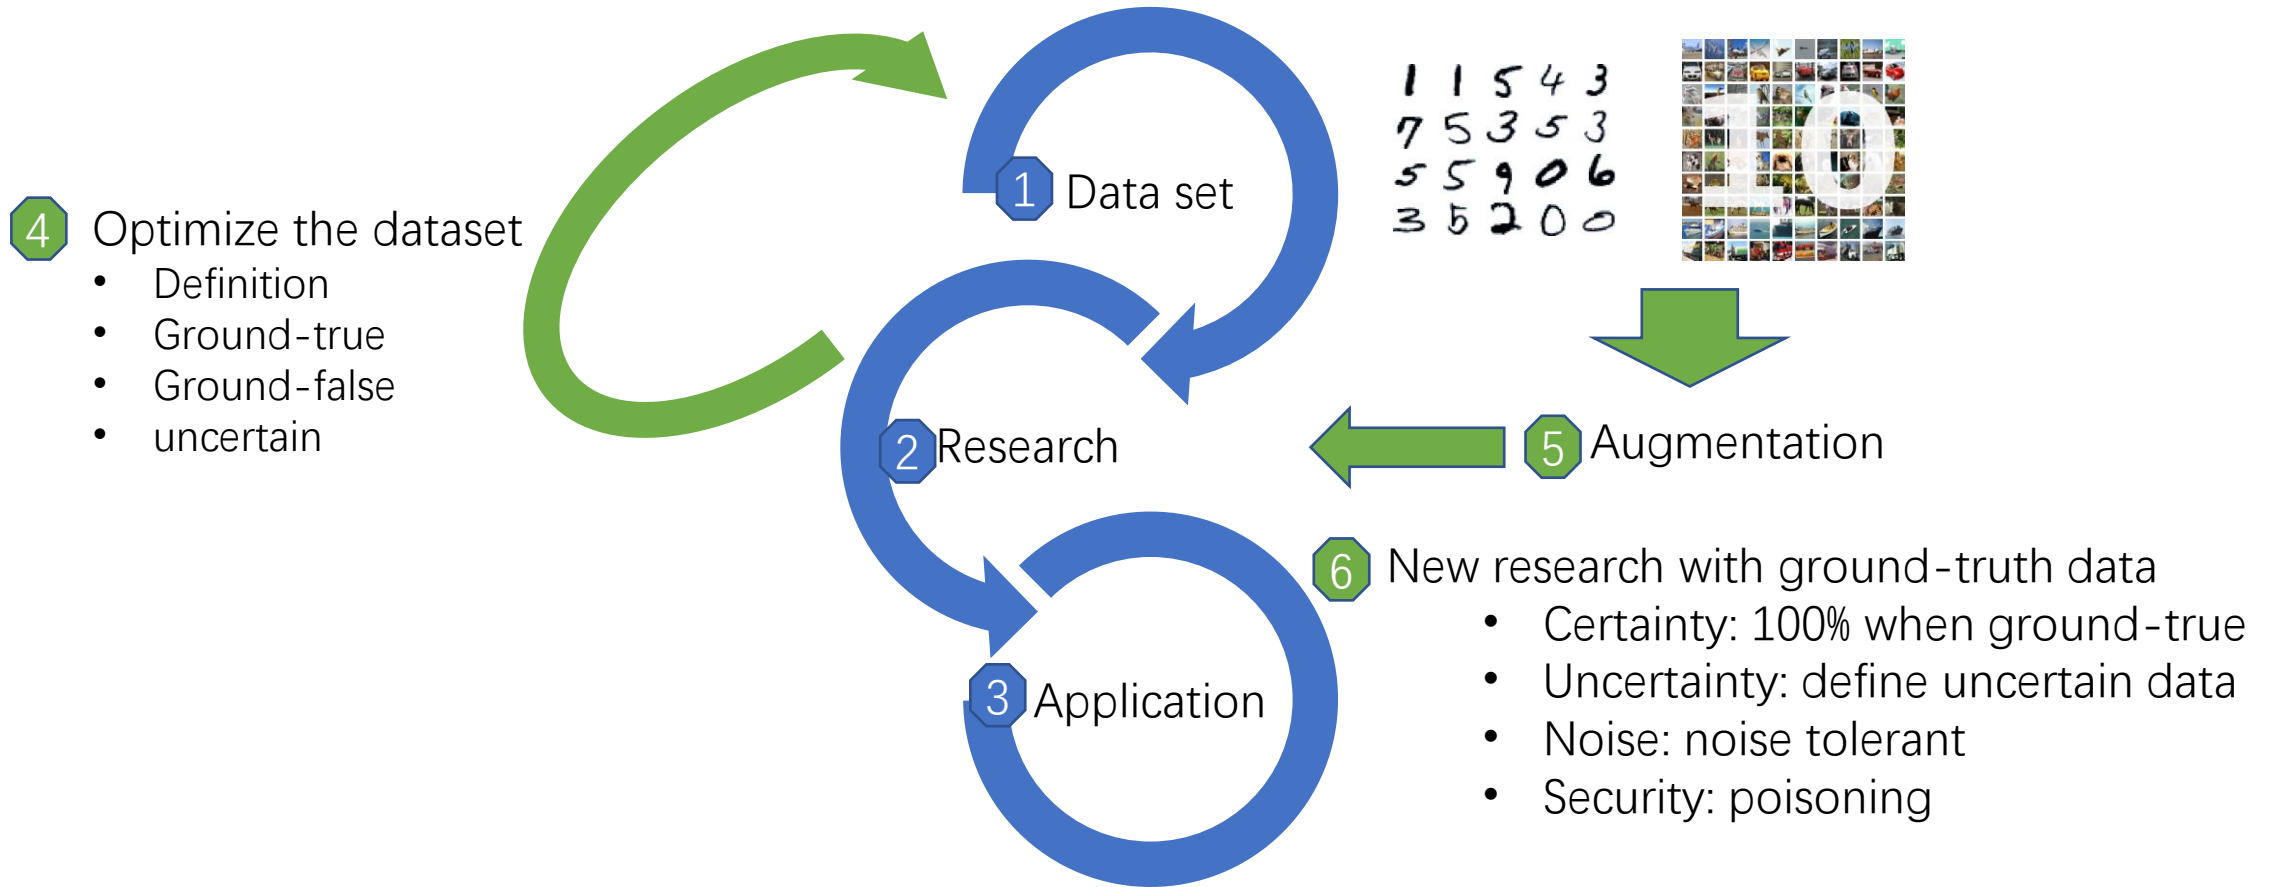 1 Data set
1 1 5 4 3
7 5 3 5 3
5 5 9 0 6
3 5 2 0 0
10
4 Optimize the dataset
• Definition
• Ground-true
• Ground-false
• uncertain
2 Research
5 Augmentation
3 Application
6 New research with ground-truth data
• Certainty: 100% when ground-true
• Uncertainty: define uncertain data
• Noise: noise tolerant
• Security: poisoning